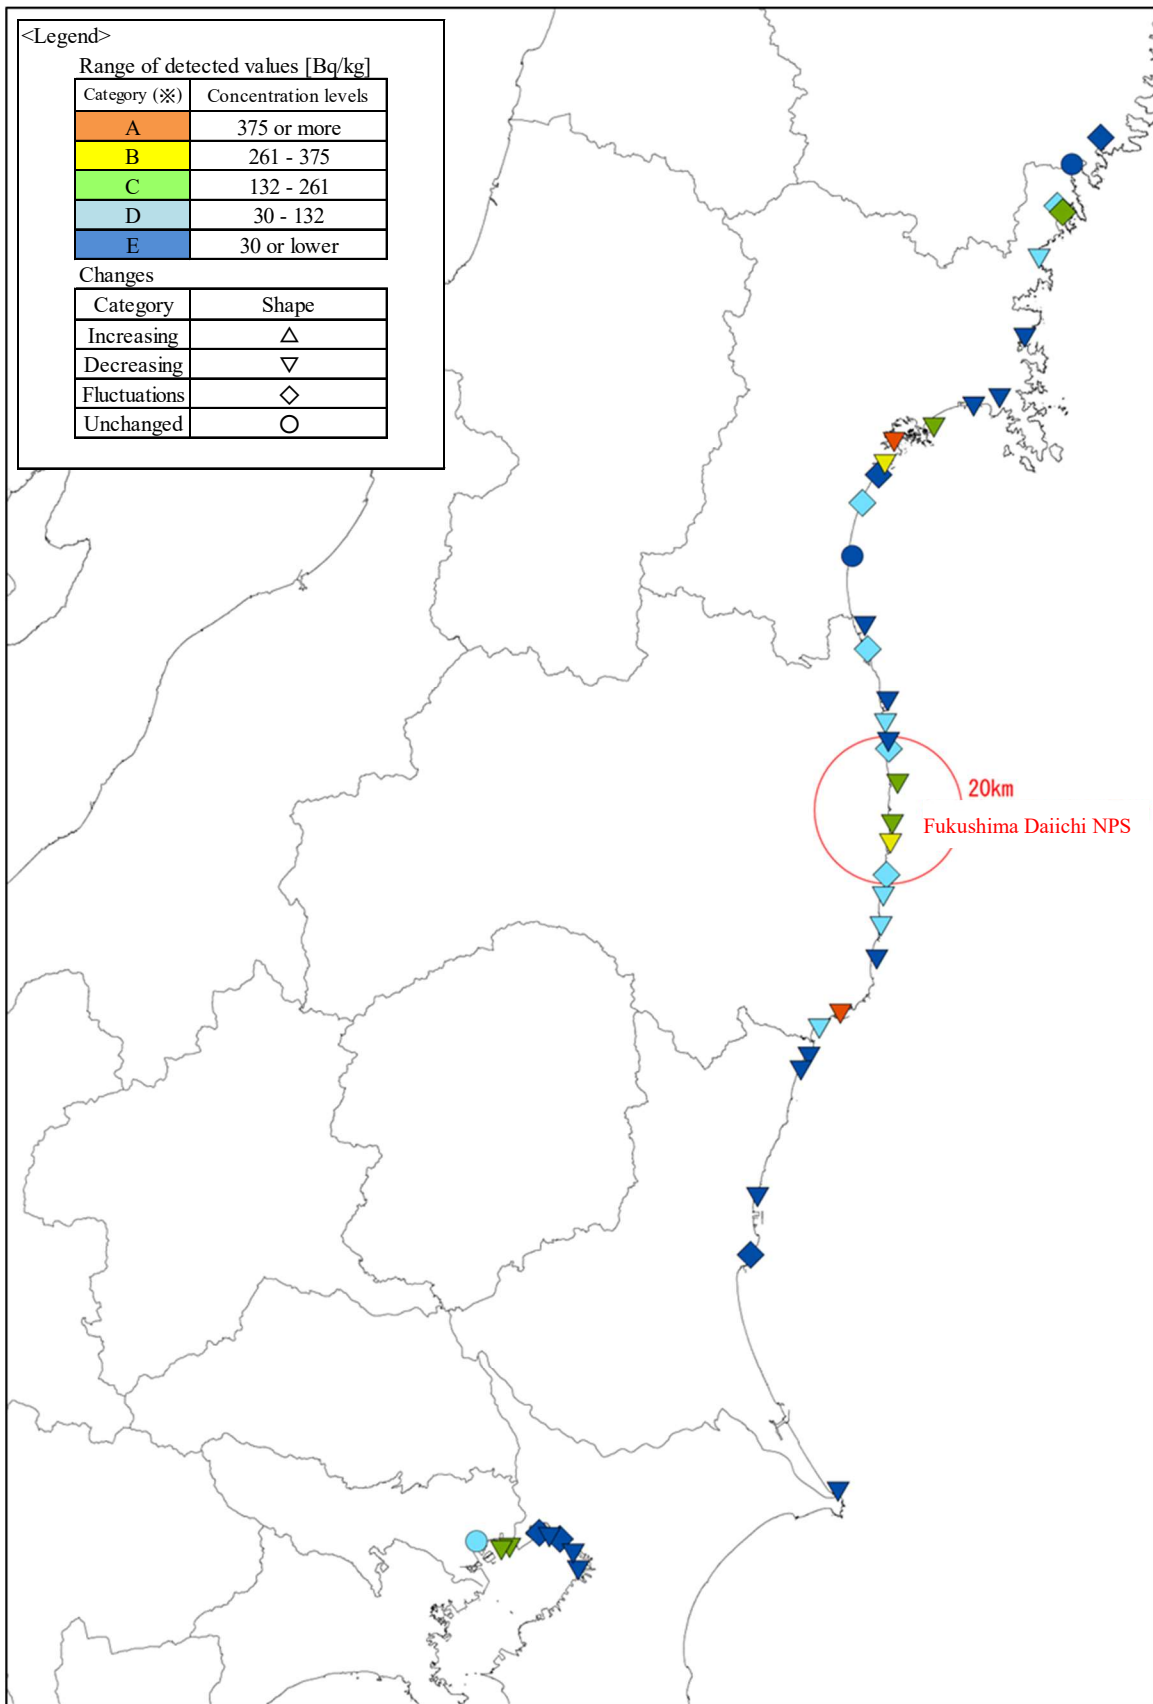 <Legend>
Range of detected values [Bq/kg]
Category (※) Concentration levels
A 375 or more
B 261 - 375
C 132 - 261
D 30 - 132
E 30 or lower
Changes
Category Shape
Increasing △
Decreasing ▽
Fluctuations ◇
Unchanged ○
20km
Fukushima Daiichi NPS